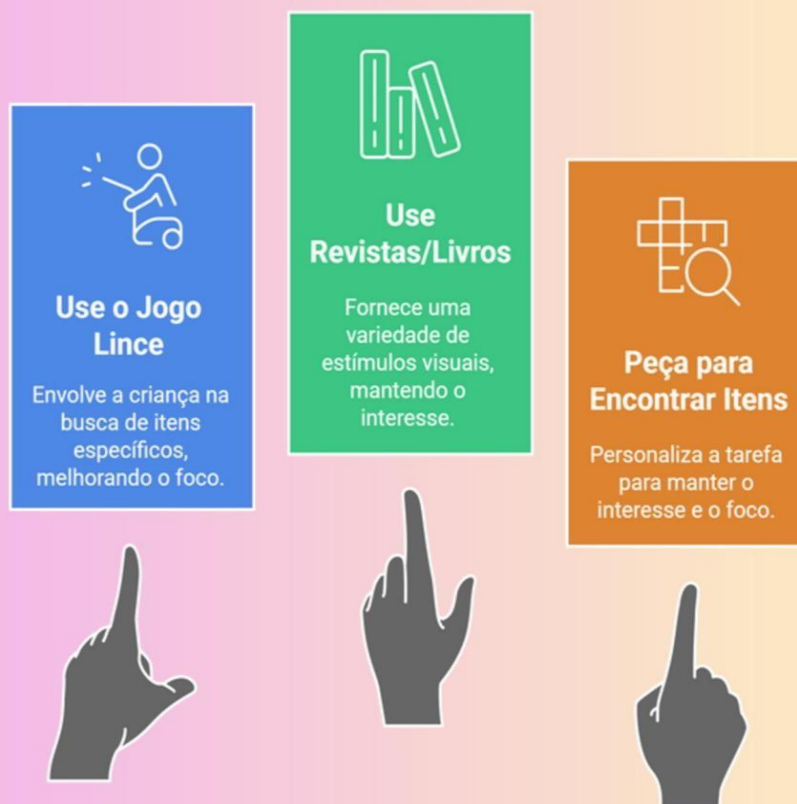 Use o Jogo
Lince
Envolve a criança na
busca de itens
específicos,
melhorando o foco.
Use
Revistas/Livros
Fornece uma
variedade de
estímulos visuais,
mantendo o
interesse.
Peça para
Encontrar Itens
Personaliza a tarefa
para manter o
interesse e o foco.